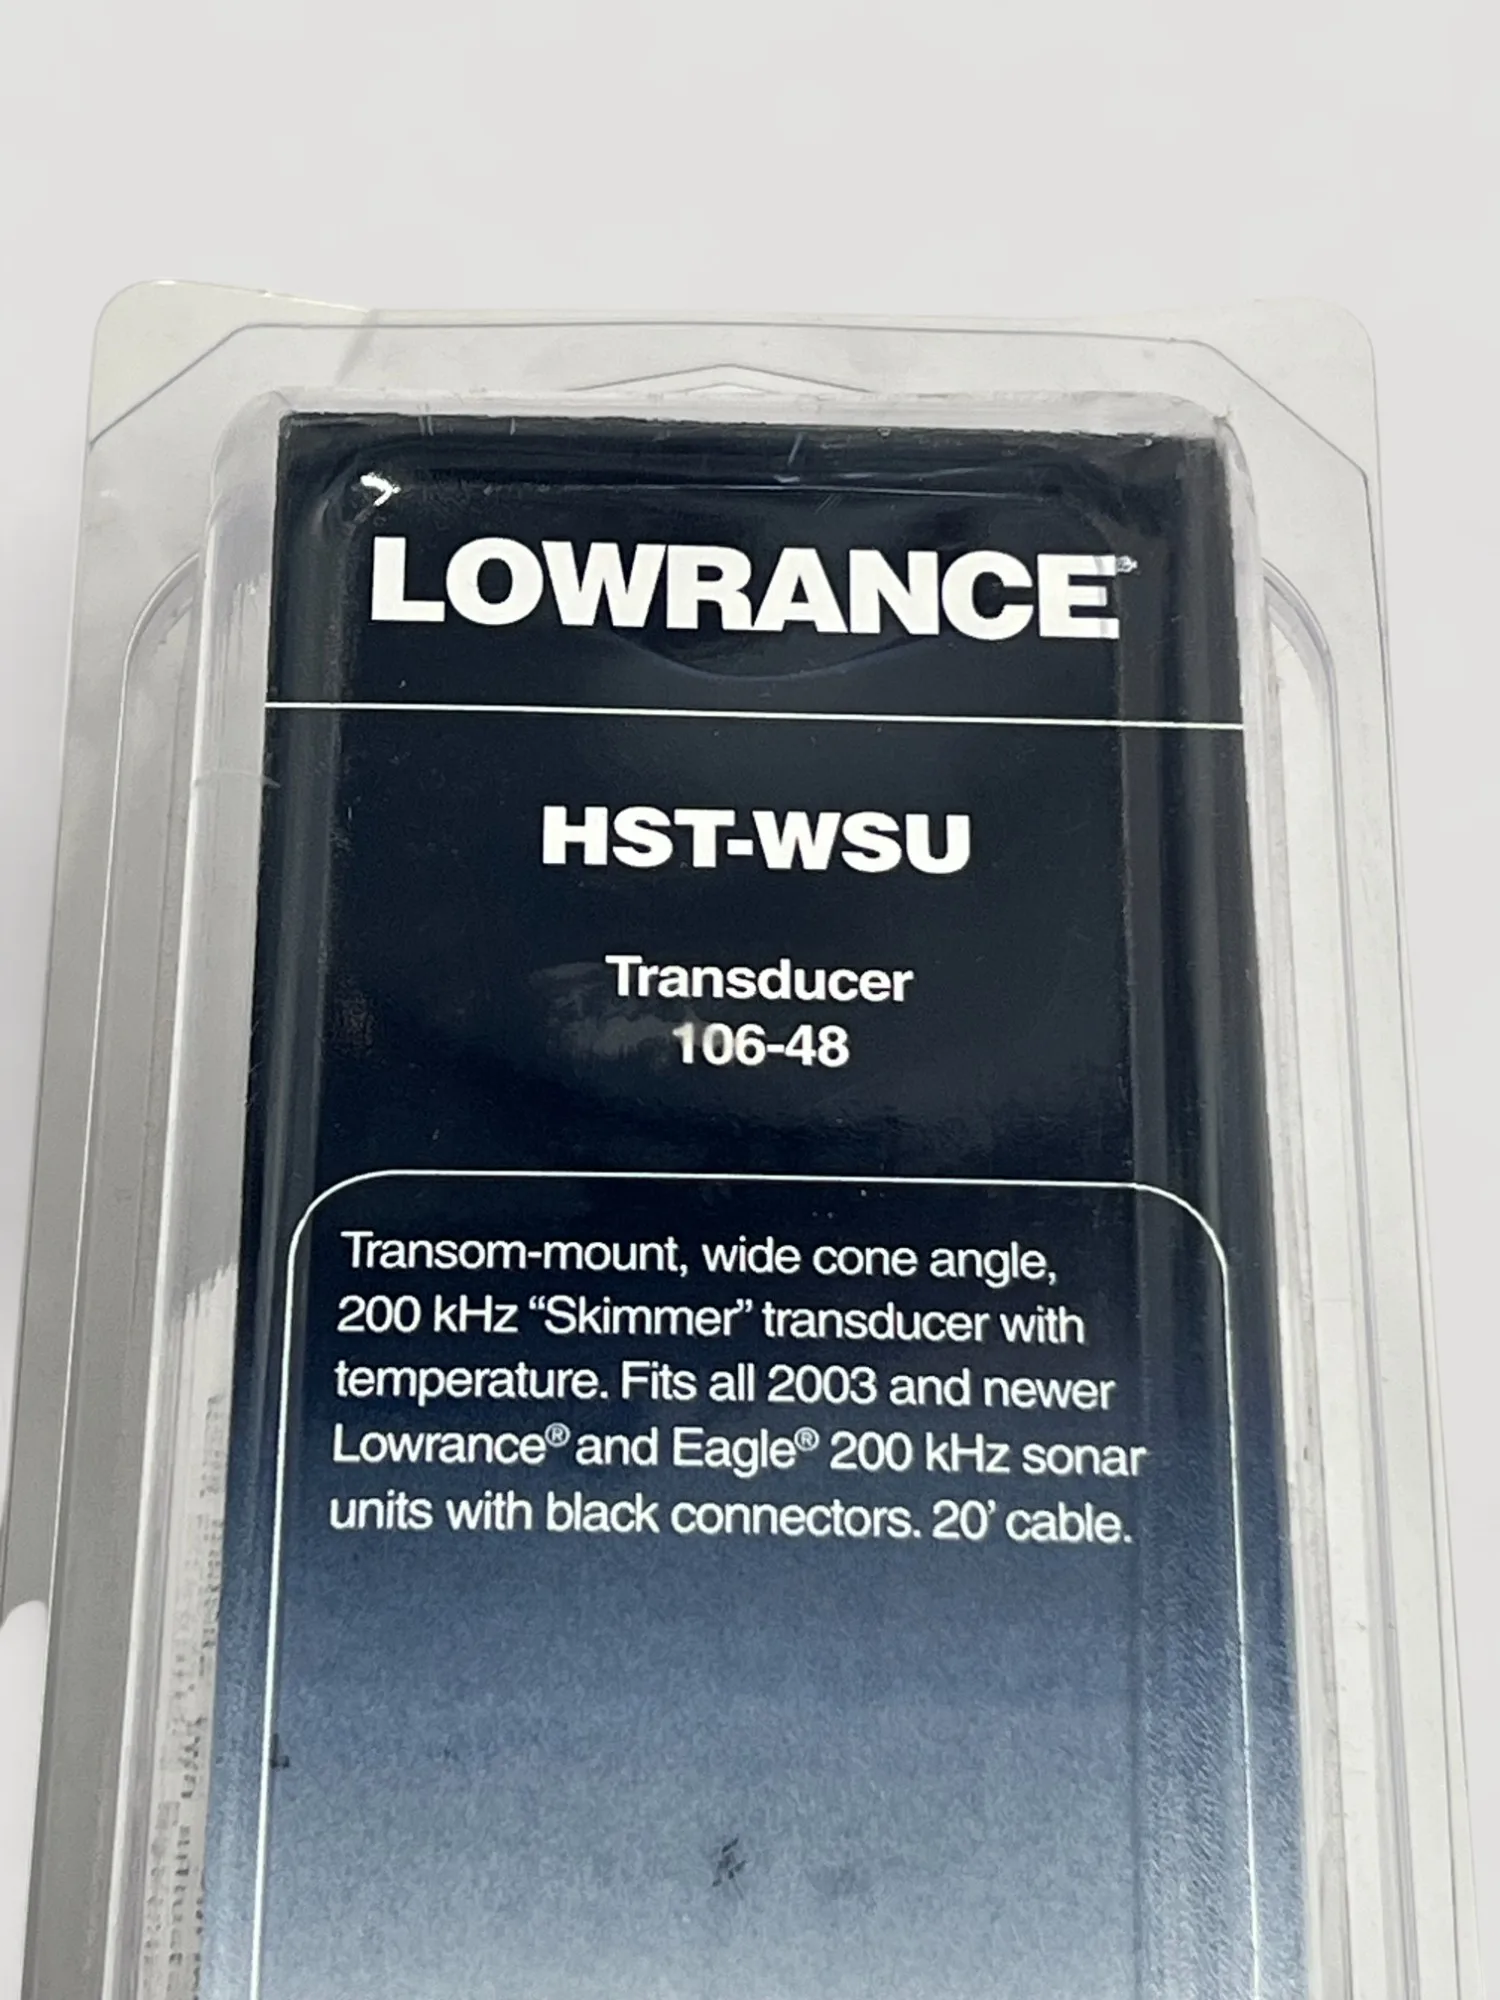 LOWRANCE
HST-WSU
Transducer
106-48
Transom-mount, wide cone angle,
200 kHz “Skimmer” transducer with
temperature. Fits all 2003 and newer
Lowrance® and Eagle® 200 kHz sonar
units with black connectors. 20’ cable.